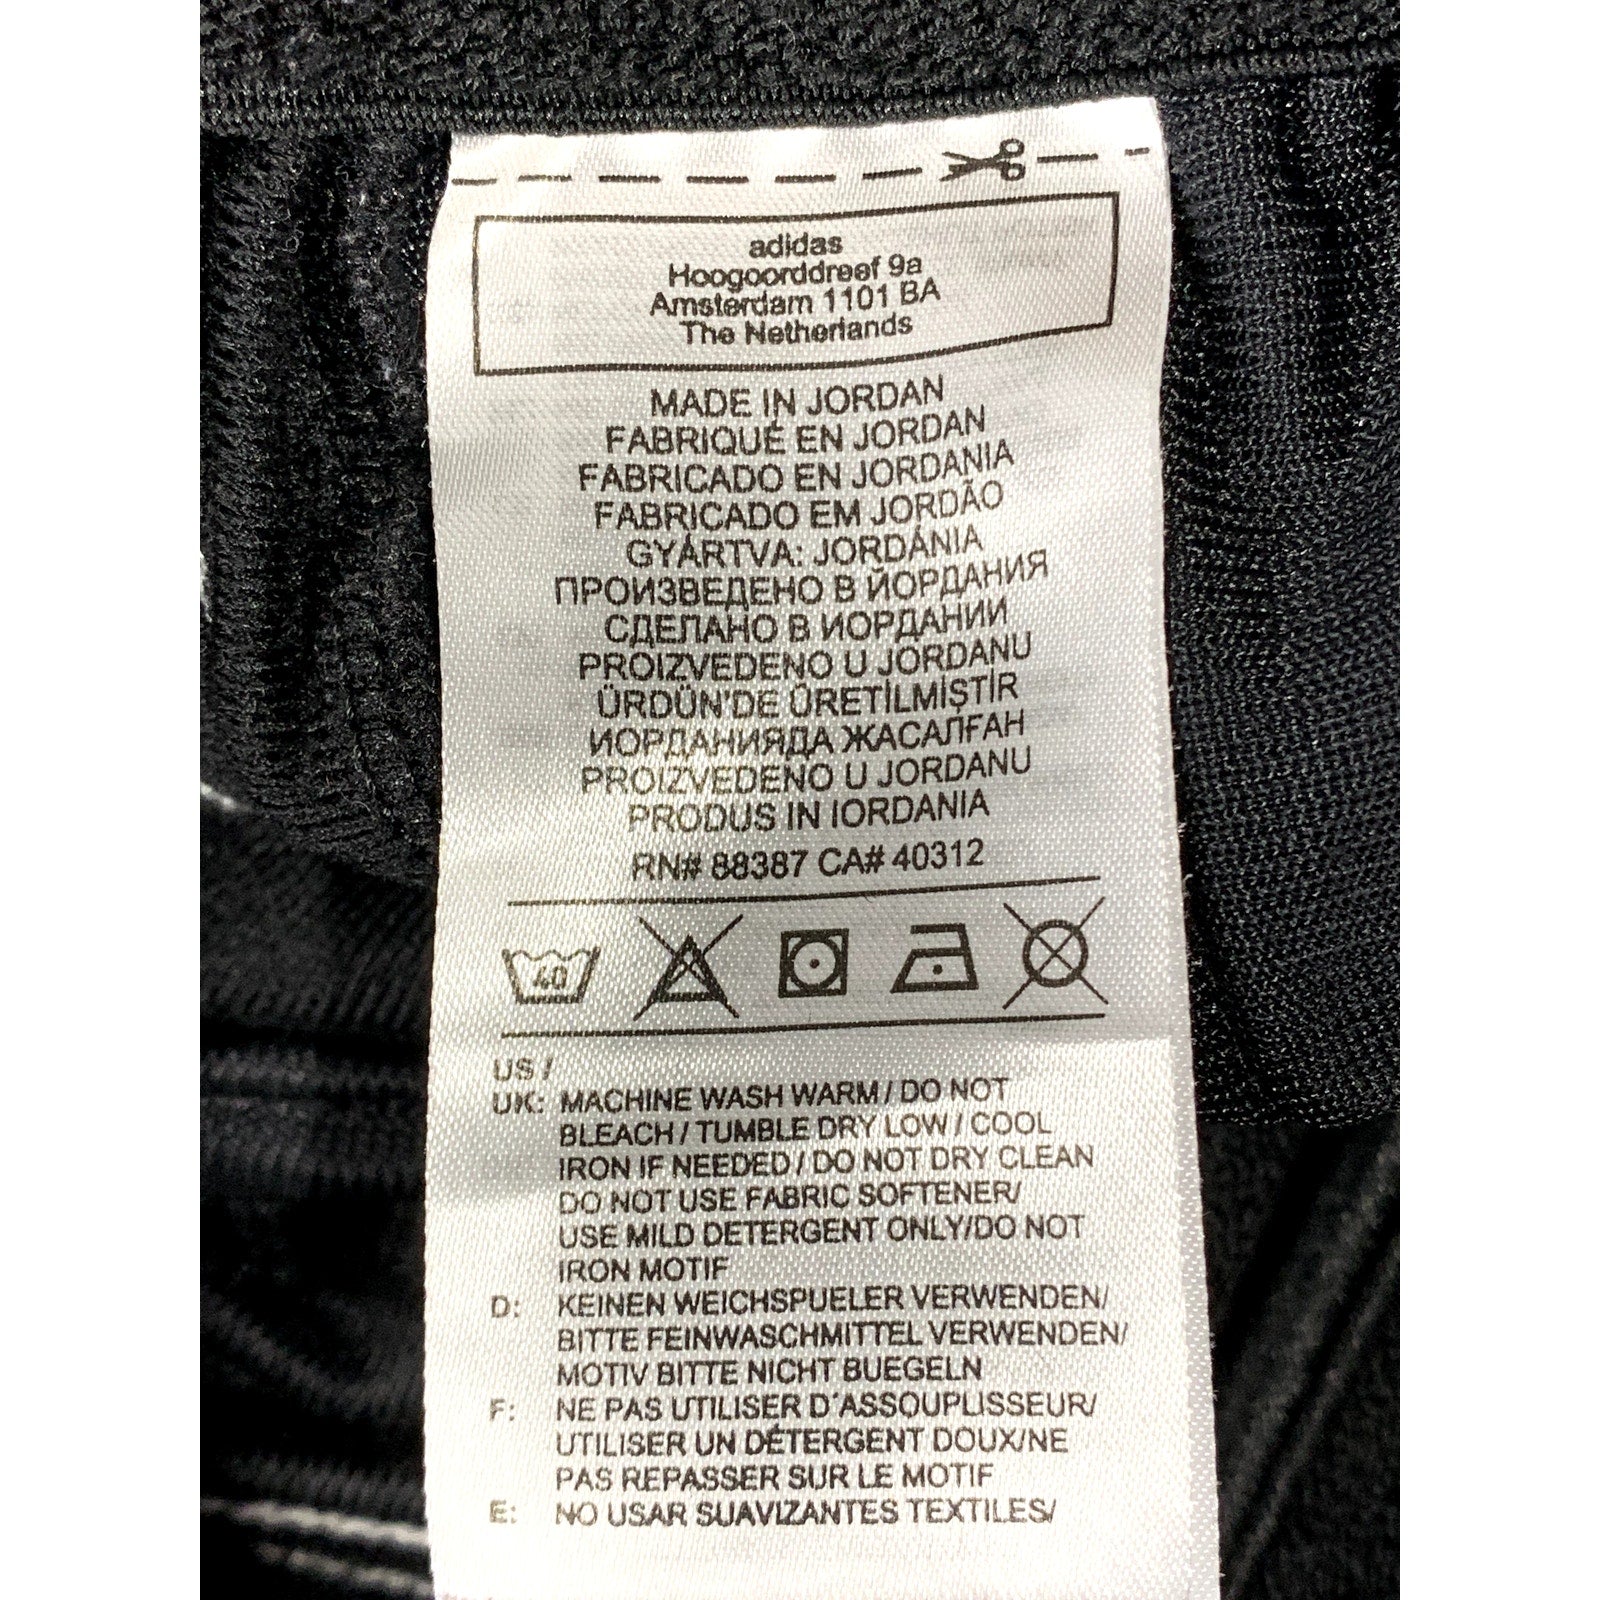 adidas
Hoogoorddreef 9a
Amsterdam 1101 BA
The Netherlands
MADE IN JORDAN
FABRIQUÉ EN JORDAN
FABRICADO EN JORDANIA
FABRICADO EM JORDÃO
GYÁRTVA: JORDÁNIA
ПРОИЗВЕДЕНО В ЙОРДАНИЯ
СДЕЛАНО В ИОРДАНИИ
PROIZVEDENO U JORDANU
ÜRDÜN'DE ÜRETİLMİŞTİR
ИОРДАНИЯДА ЖАСАЛҒАН
PROIZVEDENO U JORDANU
PRODUS IN IORDANIA
RN# 88387 CA# 40312
40
US /
UK: MACHINE WASH WARM / DO NOT
BLEACH / TUMBLE DRY LOW / COOL
IRON IF NEEDED / DO NOT DRY CLEAN
DO NOT USE FABRIC SOFTENER/
USE MILD DETERGENT ONLY/DO NOT
IRON MOTIF
D: KEINEN WEICHSPUELER VERWENDEN/
BITTE FEINWASCHMITTEL VERWENDEN/
MOTIV BITTE NICHT BUEGELN
F: NE PAS UTILISER D´ASSOUPLISSEUR/
UTILISER UN DÉTERGENT DOUX/NE
PAS REPASSER SUR LE MOTIF
E: NO USAR SUAVIZANTES TEXTILES/